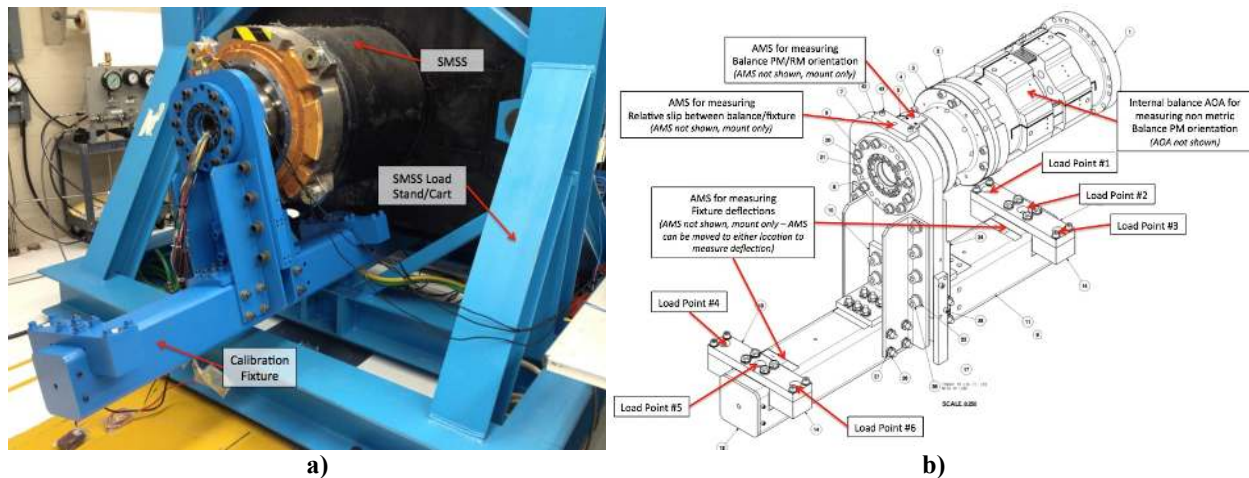 SMSS
SMSS Load
Stand/Cart
Calibration
Fixture
a)
AMS for measuring
Balance PM/RM orientation
(AMS not shown, mount only)
AMS for measuring
Relative slip between balance/fixture
(AMS not shown, mount only)
Internal balance AOA for
measuring non metric
Balance PM orientation
(AOA not shown)
Load Point #1
Load Point #2
Load Point #3
AMS for measuring
Fixture deflections
(AMS not shown, mount only – AMS
can be moved to either location to
measure deflection)
Load Point #4
Load Point #5
Load Point #6
SCALE 0.250
b)